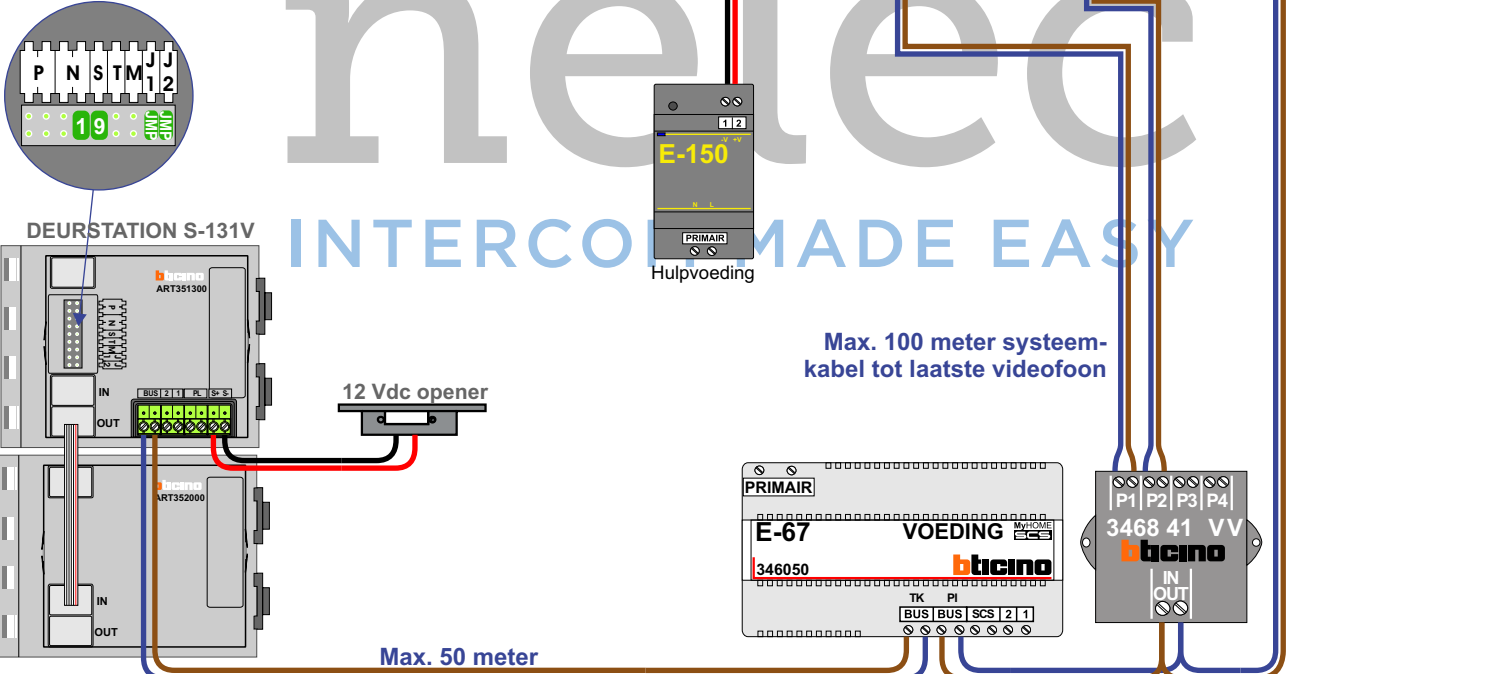 nelec
INTERCOM MADE EASY
P N S T M J1 J2
19 JMP JMP
DEURSTATION S-131V
bticino
ART351300
P N S T M J1 J2
IN
OUT
BUS 2 1 PL S+ S-
12 Vdc opener
bticino
ART352000
IN
OUT
Max. 50 meter
1 2
-V +V
E-150
N L
PRIMAIR
Hulpvoeding
Max. 100 meter systeem-
kabel tot laatste videofoon
PRIMAIR
E-67 VOEDING MyHOME SCS
346050 bticino
TK PI
BUS BUS SCS 2 1
P1 P2 P3 P4
3468 41 VV
bticino
IN
OUT